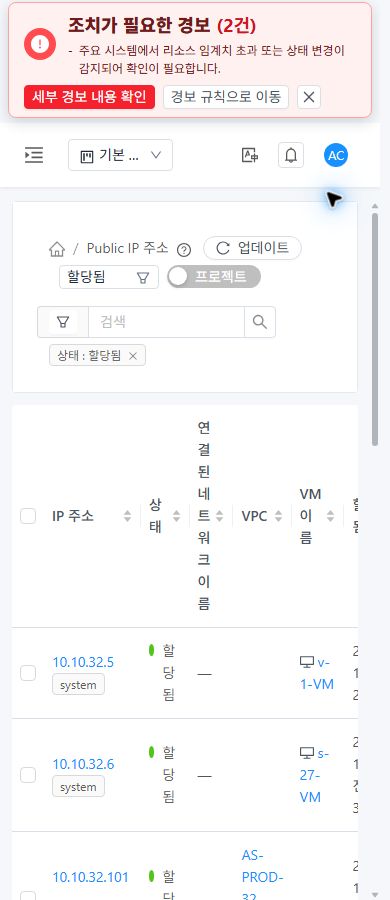 조치가 필요한 경보 (2건)
- 주요 시스템에서 리소스 임계치 초과 또는 상태 변경이
감지되어 확인이 필요합니다.
세부 경보 내용 확인 경보 규칙으로 이동
기본 ... AC
/ Public IP 주소 업데이트
할당됨 프로젝트
검색
상태 : 할당됨
IP 주소
상
태
연
결
된
네
트
워
크
이
름
VPC
VM
이
름
10.10.32.5
system
할
당
됨
—
v-
1-VM
10.10.32.6
system
할
당
됨
—
s-
27-
VM
10.10.32.101
할
당
AS-
PROD-